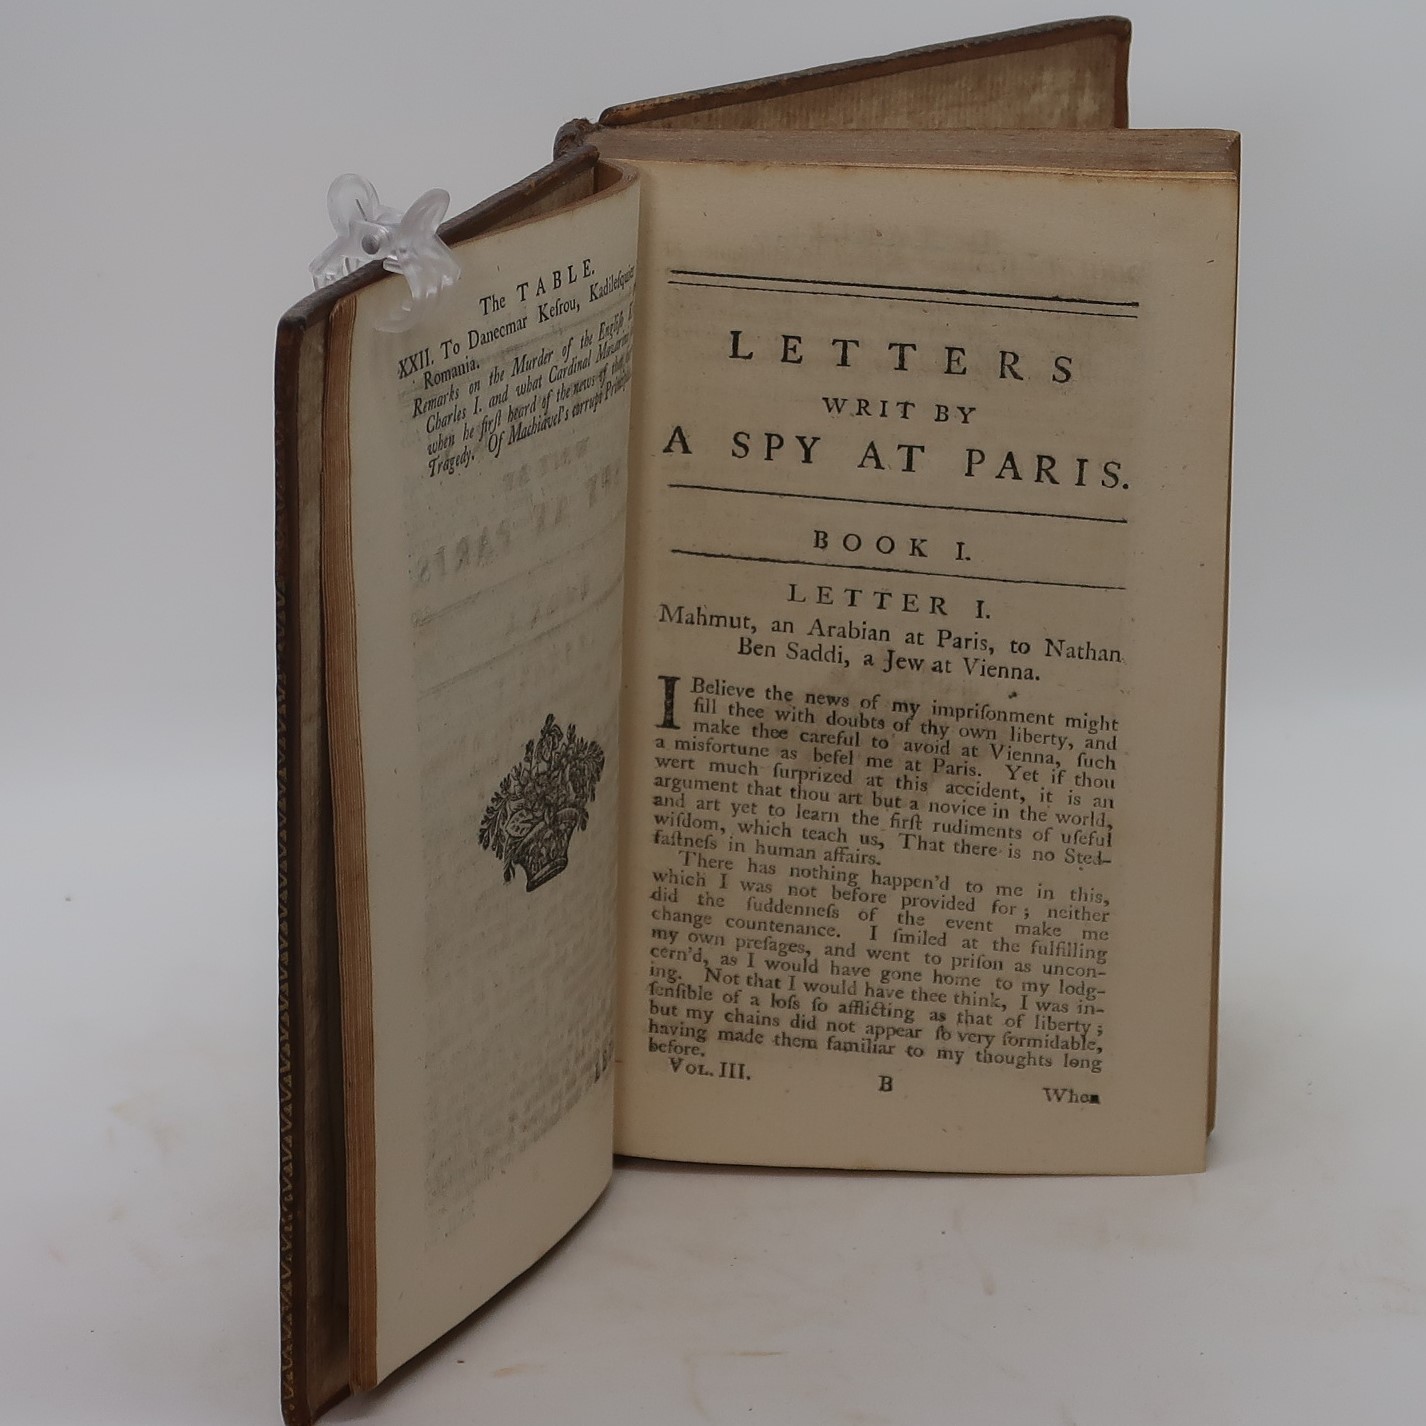 The TABLE.
XXII. To Danecmar Keſrou, Kadileſquier
Romania.
Remarks on the Murder of the Engliſh
Charles I. and what Cardinal Mazarine
when he firſt heard of the news of that
Tragedy. Of Machiavel's corrupt Principles
LETTERS
WRIT BY
A SPY AT PARIS.
BOOK I.
LETTER I.
Mahmut, an Arabian at Paris, to Nathan
Ben Saddi, a Jew at Vienna.
I Believe the news of my impriſonment might
fill thee with doubts of thy own liberty, and
make thee careful to avoid at Vienna, ſuch
a misfortune as befel me at Paris. Yet if thou
wert much ſurprized at this accident, it is an
argument that thou art but a novice in the world,
and art yet to learn the firſt rudiments of uſeful
wiſdom, which teach us, That there is no Sted-
faſtneſs in human affairs.
There has nothing happen'd to me in this,
which I was not before provided for; neither
did the ſuddenneſs of the event make me
change countenance. I ſmiled at the fulfilling
my own preſages, and went to priſon as uncon-
cern'd, as I would have gone home to my lodg-
ing. Not that I would have thee think, I was in-
ſenſible of a loſs ſo afflicting as that of liberty;
but my chains did not appear ſo very formidable,
having made them familiar to my thoughts long
before.
VOL. III. B When